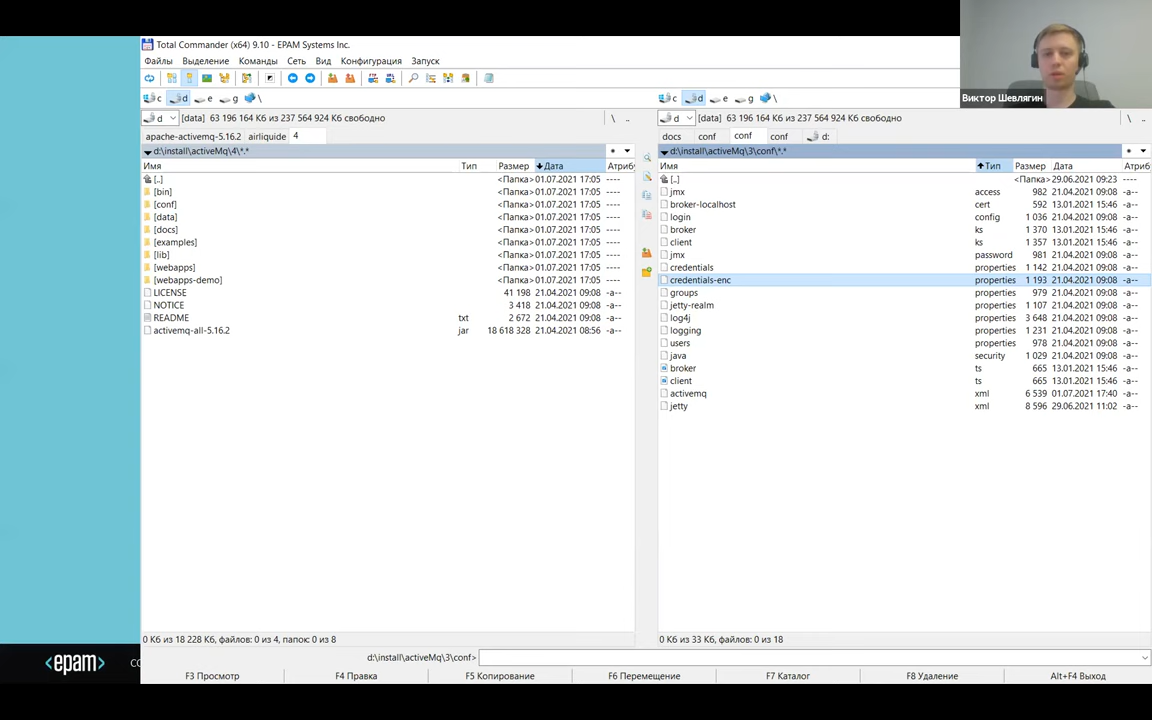 Total Commander (x64) 9.10 - EPAM Systems Inc.
Файлы Выделение Команды Сеть Вид Конфигурация Запуск
c d e g \
c d e g \
d [data] 63 196 164 Кб из 237 564 924 Кб свободно \ ..
d [data] 63 196 164 Кб из 237 564 924 Кб свободно \ ..
apache-activemq-5.16.2 airliquide 4
docs conf conf conf d:
d:\install\activeMq\4\*.* *
d:\install\activeMq\3\conf\*.* *
Имя Тип Размер Дата Атриб
[..] <Папка> 01.07.2021 17:05 ----
[bin] <Папка> 01.07.2021 17:05 ----
[conf] <Папка> 01.07.2021 17:05 ----
[data] <Папка> 01.07.2021 17:05 ----
[docs] <Папка> 01.07.2021 17:05 ----
[examples] <Папка> 01.07.2021 17:05 ----
[lib] <Папка> 01.07.2021 17:05 ----
[webapps] <Папка> 01.07.2021 17:05 ----
[webapps-demo] <Папка> 01.07.2021 17:05 ----
LICENSE 41 198 21.04.2021 09:08 -a--
NOTICE 3 418 21.04.2021 09:08 -a--
README txt 2 672 21.04.2021 09:08 -a--
activemq-all-5.16.2 jar 18 618 328 21.04.2021 08:56 -a--
0 Кб из 18 228 Кб, файлов: 0 из 4, папок: 0 из 8
Имя Тип Размер Дата Атриб
[..] <Папка> 29.06.2021 09:23 ----
jmx access 982 21.04.2021 09:08 -a--
broker-localhost cert 592 13.01.2021 15:46 -a--
login config 1 036 21.04.2021 09:08 -a--
broker ks 1 370 13.01.2021 15:46 -a--
client ks 1 357 13.01.2021 15:46 -a--
jmx password 981 21.04.2021 09:08 -a--
credentials properties 1 142 21.04.2021 09:08 -a--
credentials-enc properties 1 193 21.04.2021 09:08 -a--
groups properties 979 21.04.2021 09:08 -a--
jetty-realm properties 1 107 21.04.2021 09:08 -a--
log4j properties 3 648 21.04.2021 09:08 -a--
logging properties 1 231 21.04.2021 09:08 -a--
users properties 978 21.04.2021 09:08 -a--
java security 1 029 21.04.2021 09:08 -a--
broker ts 665 13.01.2021 15:46 -a--
client ts 665 13.01.2021 15:46 -a--
activemq xml 6 539 01.07.2021 17:40 -a--
jetty xml 8 596 29.06.2021 11:02 -a--
0 Кб из 33 Кб, файлов: 0 из 18
d:\install\activeMq\3\conf>
F3 Просмотр F4 Правка F5 Копирование F6 Перемещение F7 Каталог F8 Удаление Alt+F4 Выход
Виктор Шевлягин
<epam> CO